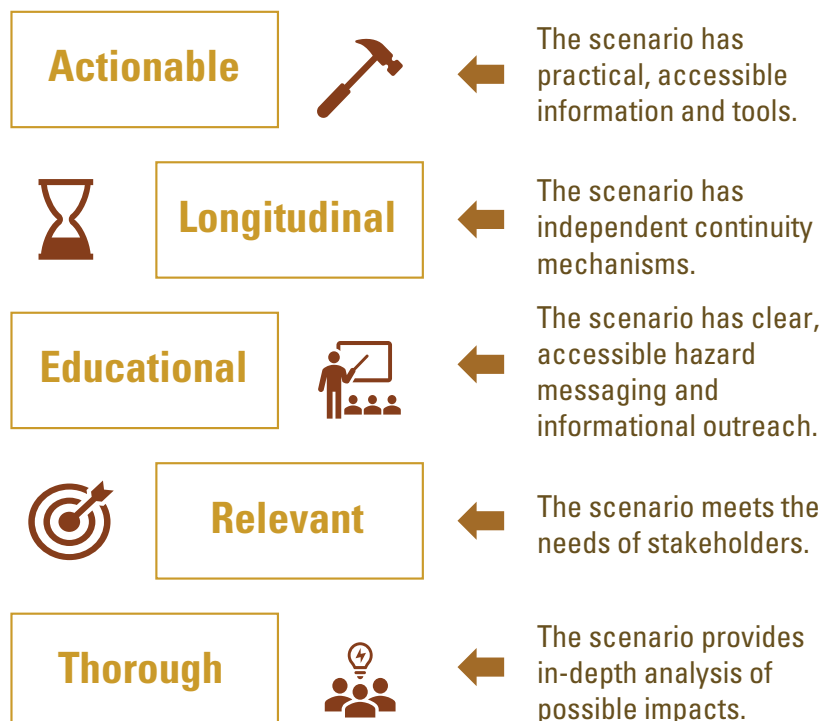 Actionable
The scenario has
practical, accessible
information and tools.
Longitudinal
The scenario has
independent continuity
mechanisms.
Educational
The scenario has clear,
accessible hazard
messaging and
informational outreach.
Relevant
The scenario meets the
needs of stakeholders.
Thorough
The scenario provides
in-depth analysis of
possible impacts.